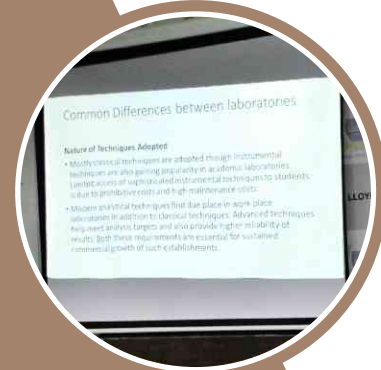 Common Differences between laboratories
Nature of Techniques Adopted
• Mostly classical techniques are adopted though instrumental
techniques are also gaining popularity in academic laboratories.
Limited access of sophisticated instrumental techniques to students
is due to prohibitive costs and high maintenance costs.
• Modern analytical techniques find due place in work place
laboratories in addition to classical techniques. Advanced techniques
help meet analysis targets and also provide higher reliability of
results. Both these requirements are essential for sustained
commercial growth of such establishments.